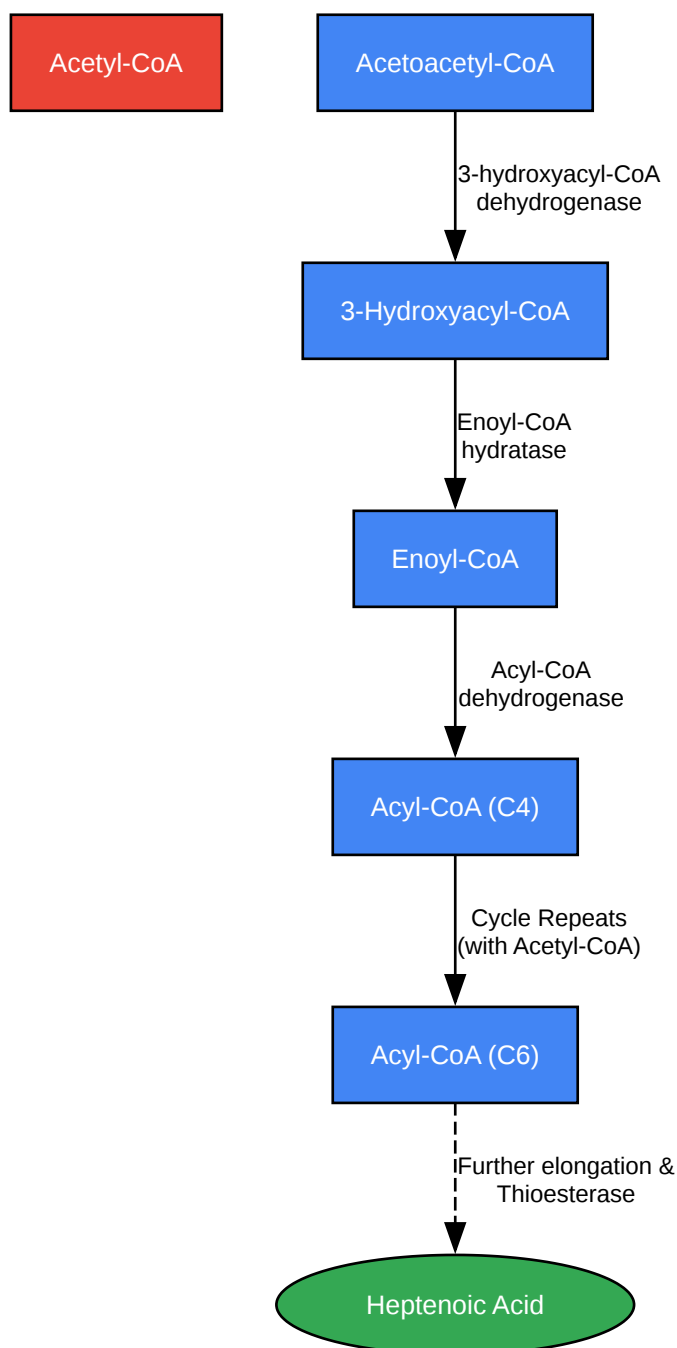 Acetyl-CoA
Acetoacetyl-CoA
3-hydroxyacyl-CoA
dehydrogenase
3-Hydroxyacyl-CoA
Enoyl-CoA
hydratase
Enoyl-CoA
Acyl-CoA
dehydrogenase
Acyl-CoA (C4)
Cycle Repeats
(with Acetyl-CoA)
Acyl-CoA (C6)
Further elongation &
Thioesterase
Heptenoic Acid